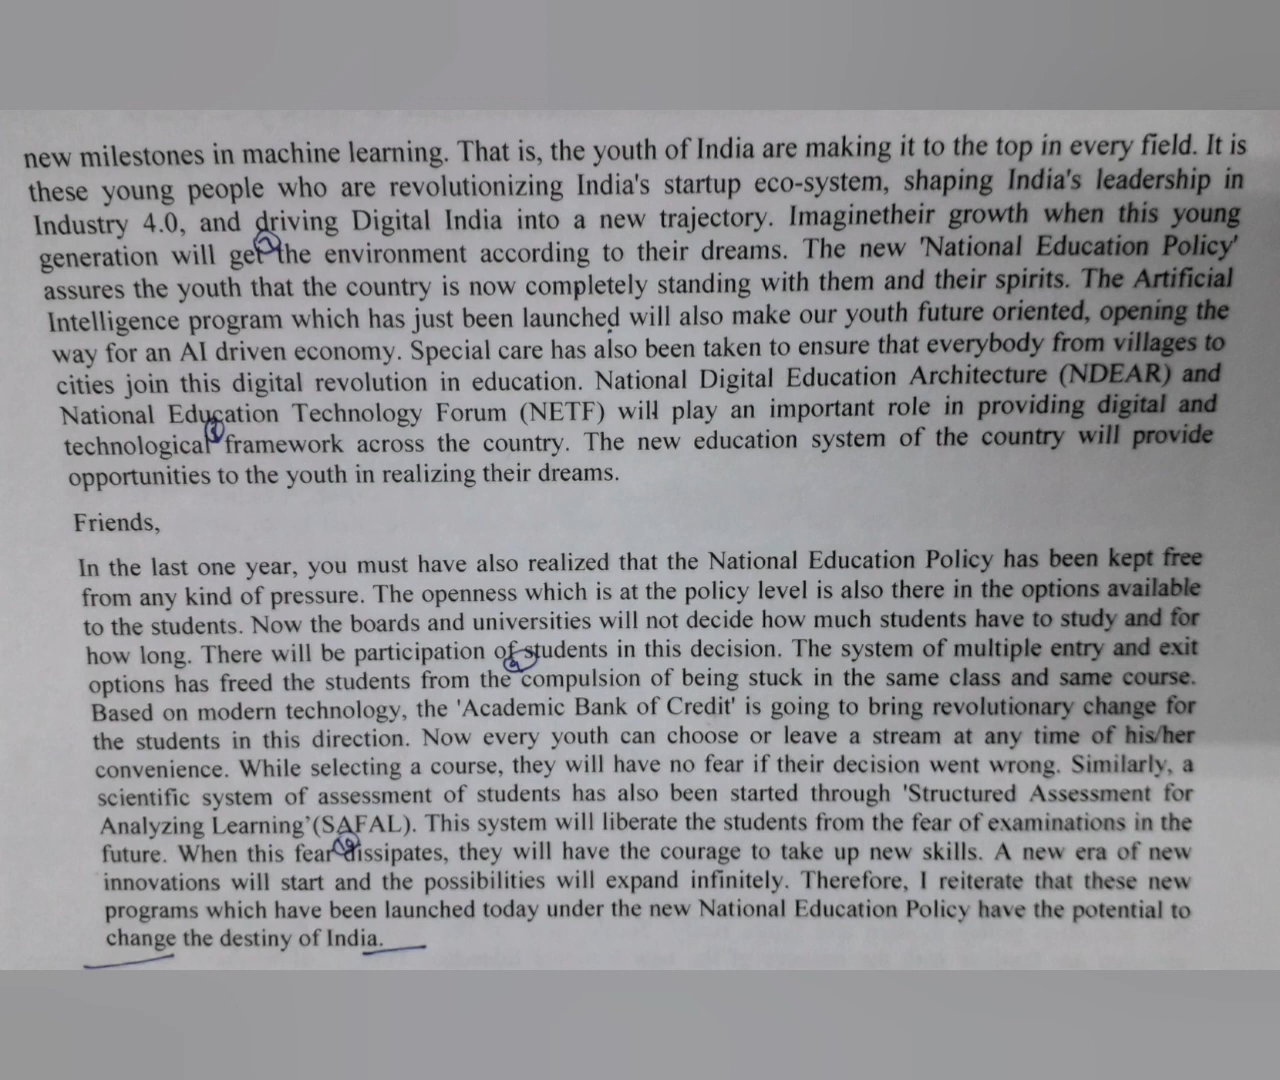 new milestones in machine learning. That is, the youth of India are making it to the top in every field. It is
these young people who are revolutionizing India's startup eco-system, shaping India's leadership in
Industry 4.0, and driving Digital India into a new trajectory. Imaginetheir growth when this young
generation will get the environment according to their dreams. The new 'National Education Policy'
assures the youth that the country is now completely standing with them and their spirits. The Artificial
Intelligence program which has just been launched will also make our youth future oriented, opening the
way for an AI driven economy. Special care has also been taken to ensure that everybody from villages to
cities join this digital revolution in education. National Digital Education Architecture (NDEAR) and
National Education Technology Forum (NETF) will play an important role in providing digital and
technological framework across the country. The new education system of the country will provide
opportunities to the youth in realizing their dreams.
Friends,
In the last one year, you must have also realized that the National Education Policy has been kept free
from any kind of pressure. The openness which is at the policy level is also there in the options available
to the students. Now the boards and universities will not decide how much students have to study and for
how long. There will be participation of students in this decision. The system of multiple entry and exit
options has freed the students from the compulsion of being stuck in the same class and same course.
Based on modern technology, the 'Academic Bank of Credit' is going to bring revolutionary change for
the students in this direction. Now every youth can choose or leave a stream at any time of his/her
convenience. While selecting a course, they will have no fear if their decision went wrong. Similarly, a
scientific system of assessment of students has also been started through 'Structured Assessment for
Analyzing Learning'(SAFAL). This system will liberate the students from the fear of examinations in the
future. When this fear dissipates, they will have the courage to take up new skills. A new era of new
innovations will start and the possibilities will expand infinitely. Therefore, I reiterate that these new
programs which have been launched today under the new National Education Policy have the potential to
change the destiny of India.